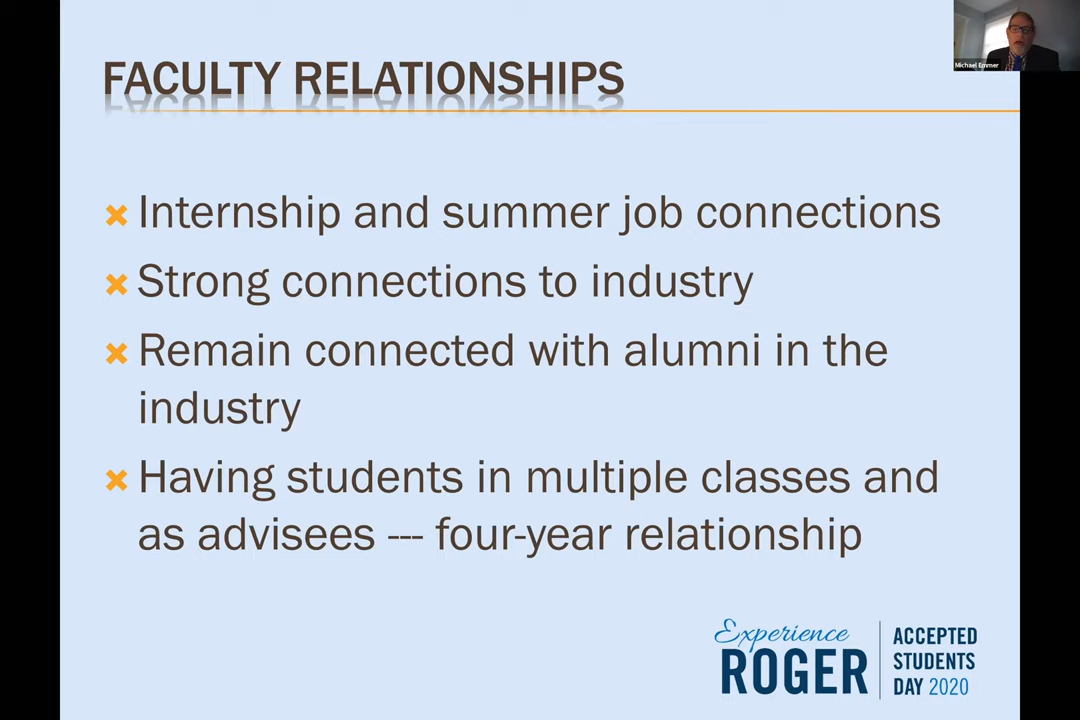 Michael Emmer
FACULTY RELATIONSHIPS
Internship and summer job connections
Strong connections to industry
Remain connected with alumni in the
industry
Having students in multiple classes and
as advisees --- four-year relationship
Experience
ROGER
ACCEPTED
STUDENTS
DAY 2020